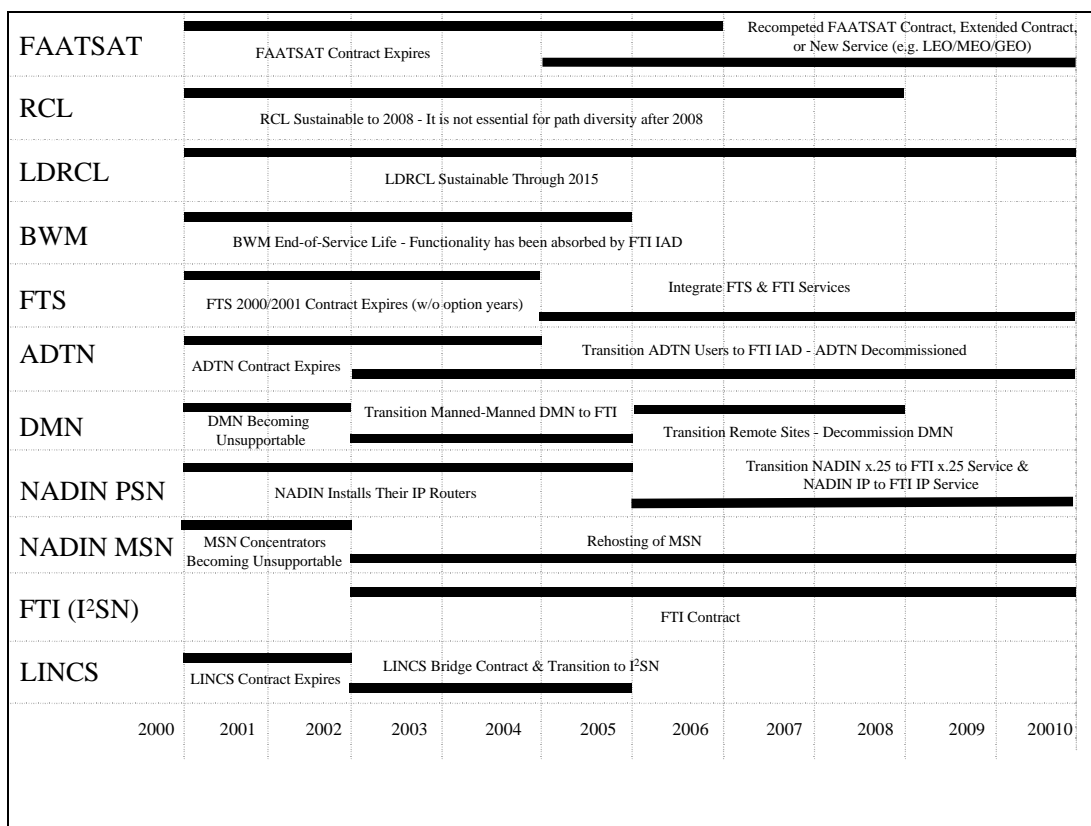 FAATSAT
FAATSAT Contract Expires
Recompeted FAATSAT Contract, Extended Contract,
or New Service (e.g. LEO/MEO/GEO)
RCL
RCL Sustainable to 2008 - It is not essential for path diversity after 2008
LDRCL
LDRCL Sustainable Through 2015
BWM
BWM End-of-Service Life - Functionality has been absorbed by FTI IAD
FTS
FTS 2000/2001 Contract Expires (w/o option years)
Integrate FTS & FTI Services
ADTN
ADTN Contract Expires
Transition ADTN Users to FTI IAD - ADTN Decommissioned
DMN
DMN Becoming
Unsupportable
Transition Manned-Manned DMN to FTI
Transition Remote Sites - Decommission DMN
NADIN PSN
NADIN Installs Their IP Routers
Transition NADIN x.25 to FTI x.25 Service &
NADIN IP to FTI IP Service
NADIN MSN
MSN Concentrators
Becoming Unsupportable
Rehosting of MSN
FTI (I²SN)
FTI Contract
LINCS
LINCS Contract Expires
LINCS Bridge Contract & Transition to I²SN
2000 2001 2002 2003 2004 2005 2006 2007 2008 2009 20010